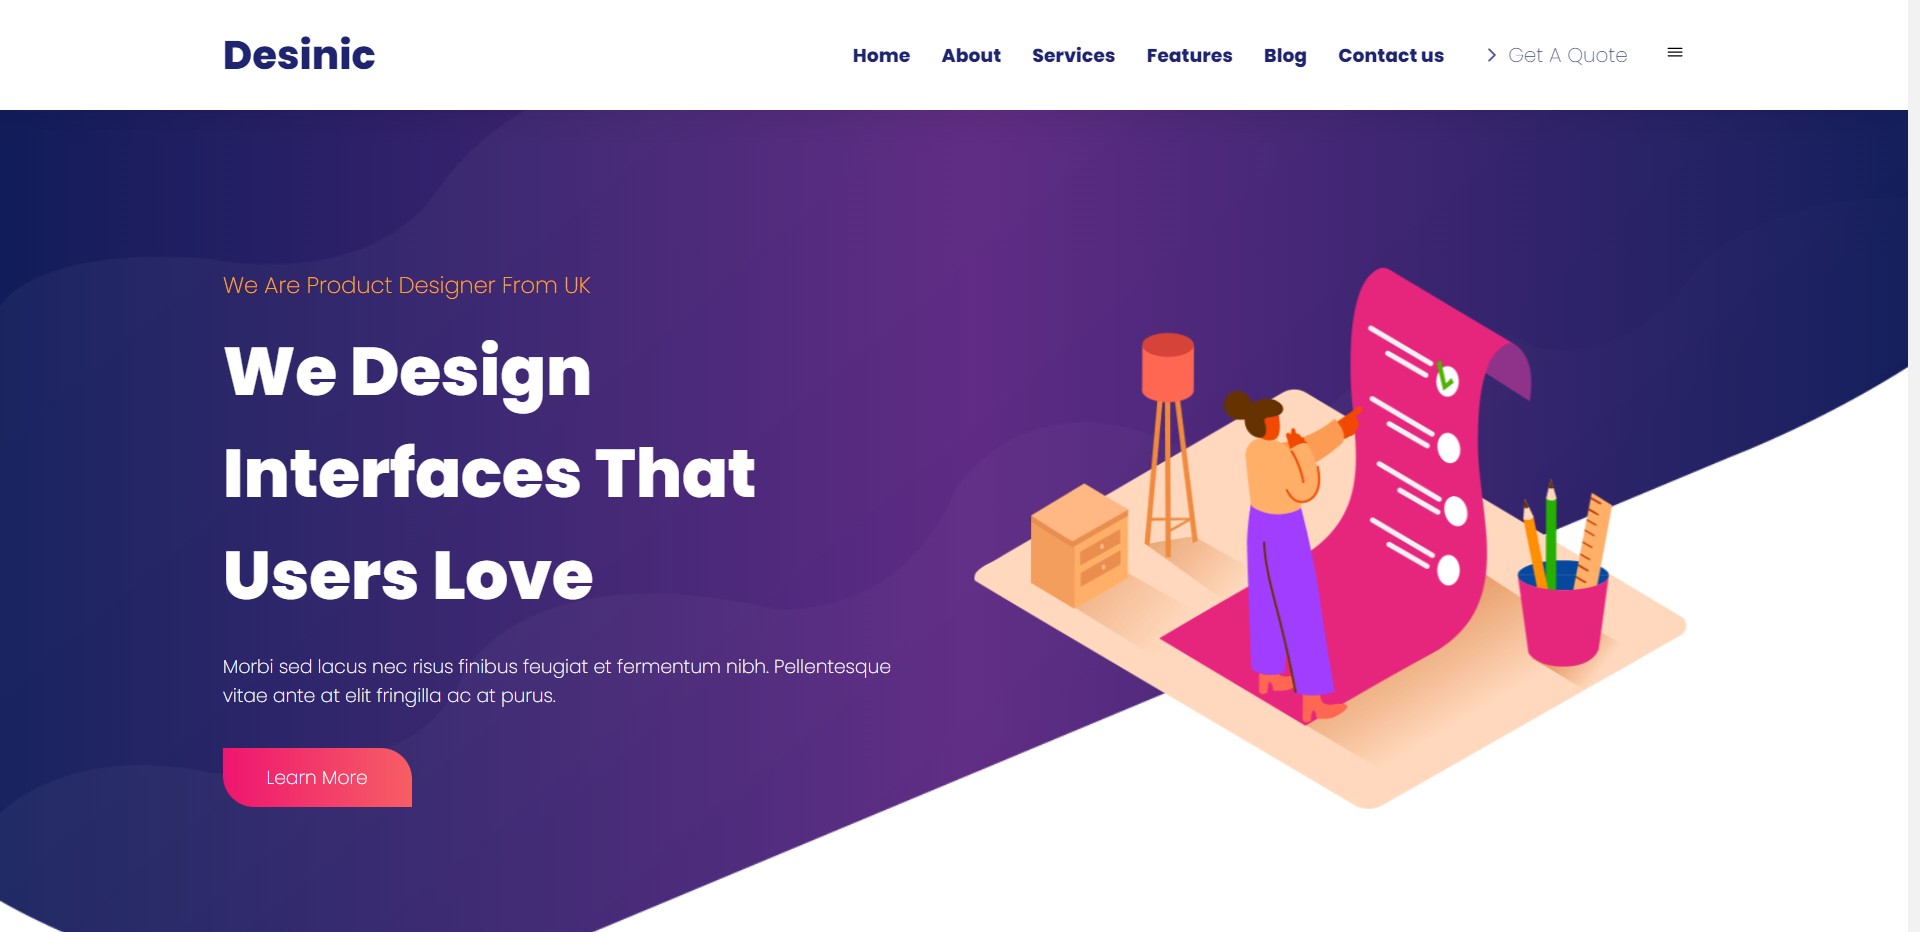 Desinic
Home About Services Features Blog Contact us Get A Quote
We Are Product Designer From UK
We Design
Interfaces That
Users Love
Morbi sed lacus nec risus finibus feugiat et fermentum nibh. Pellentesque
vitae ante at elit fringilla ac at purus.
Learn More